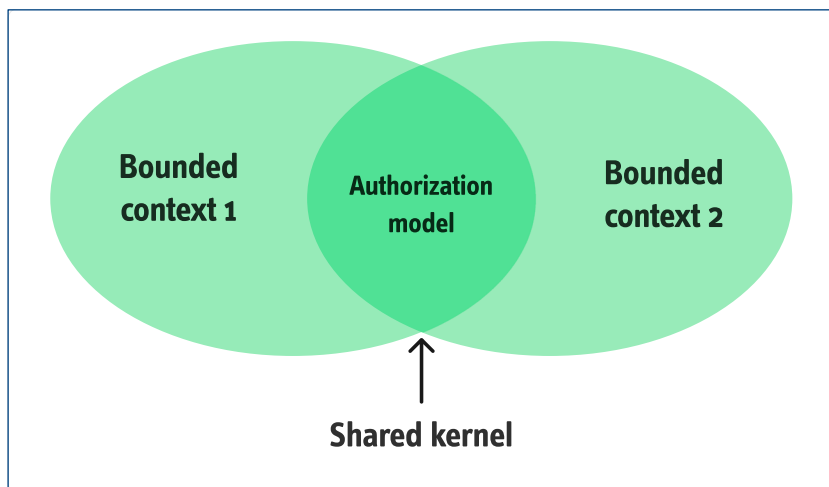 Bounded
context 1
Authorization
model
Bounded
context 2
Shared kernel